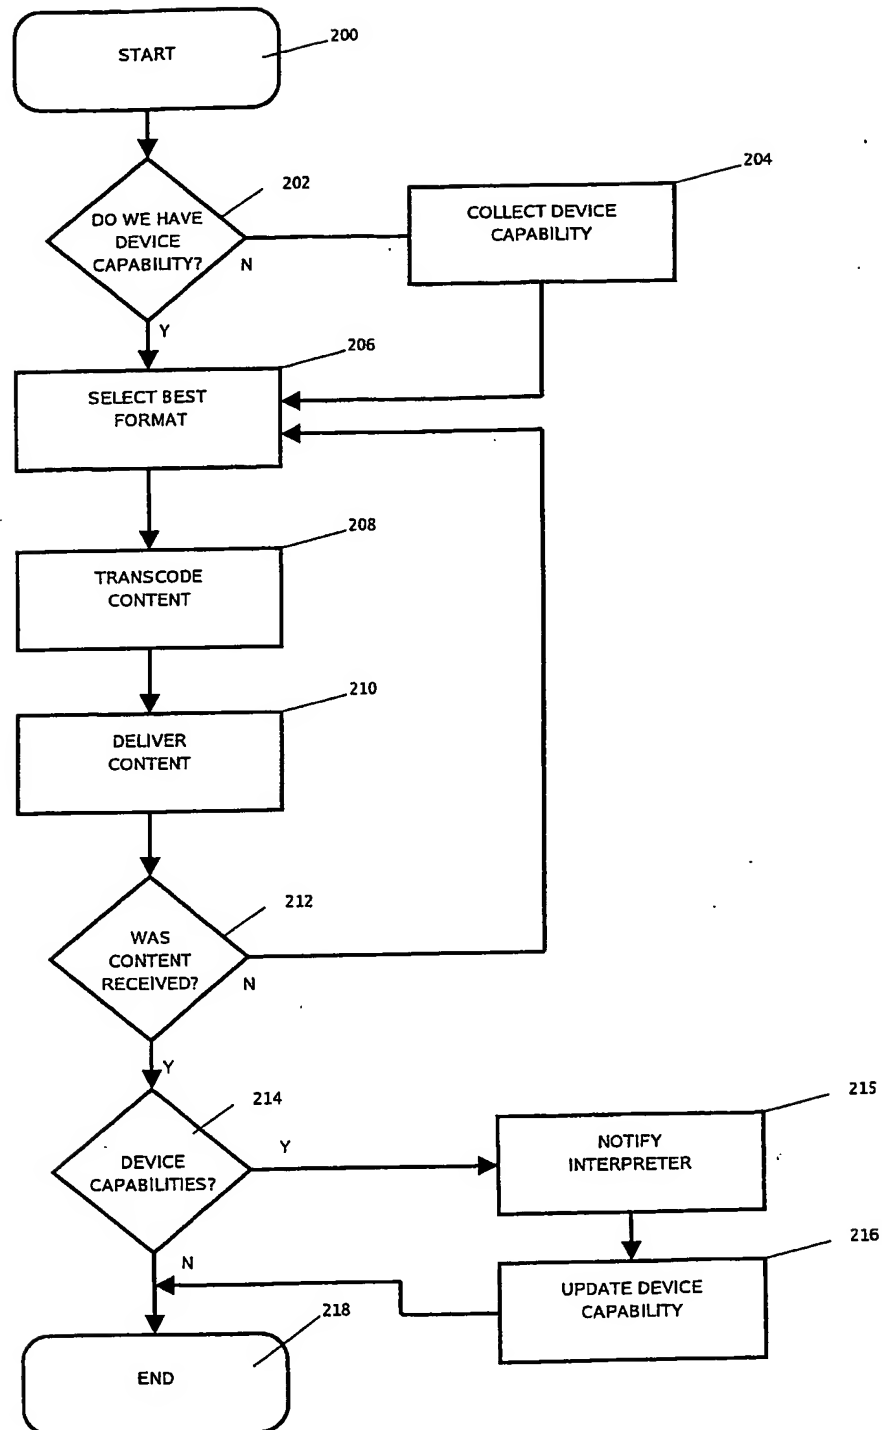 START
200
202
DO WE HAVE
DEVICE
CAPABILITY?
N
Y
204
COLLECT DEVICE
CAPABILITY
206
SELECT BEST
FORMAT
208
TRANSCODE
CONTENT
210
DELIVER
CONTENT
212
WAS
CONTENT
RECEIVED?
N
Y
214
DEVICE
CAPABILITIES?
Y
N
215
NOTIFY
INTERPRETER
216
UPDATE DEVICE
CAPABILITY
218
END